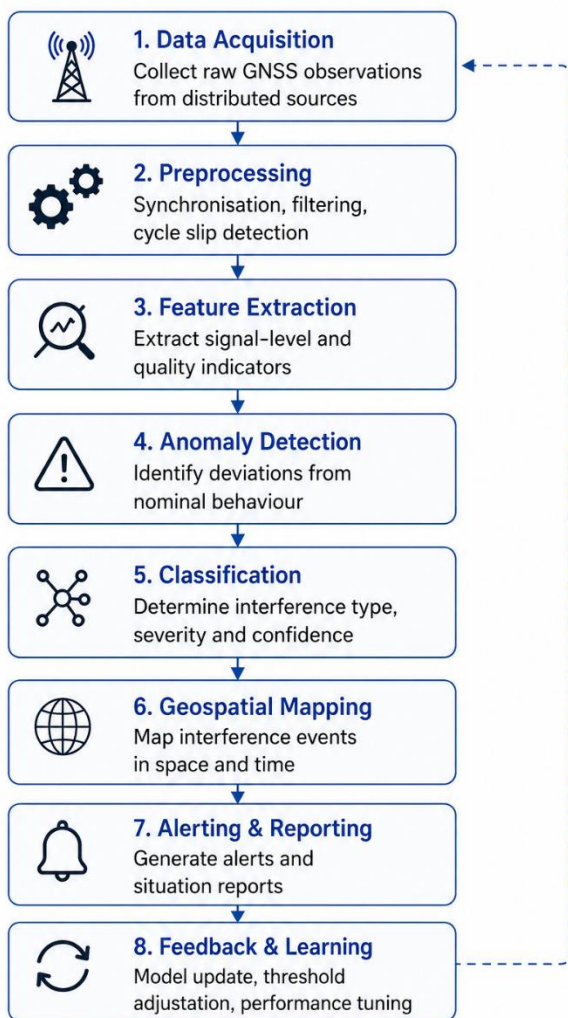 1. Data Acquisition
Collect raw GNSS observations
from distributed sources
2. Preprocessing
Synchronisation, filtering,
cycle slip detection
3. Feature Extraction
Extract signal-level and
quality indicators
4. Anomaly Detection
Identify deviations from
nominal behaviour
5. Classification
Determine interference type,
severity and confidence
6. Geospatial Mapping
Map interference events
in space and time
7. Alerting & Reporting
Generate alerts and
situation reports
8. Feedback & Learning
Model update, threshold
adjustation, performance tuning